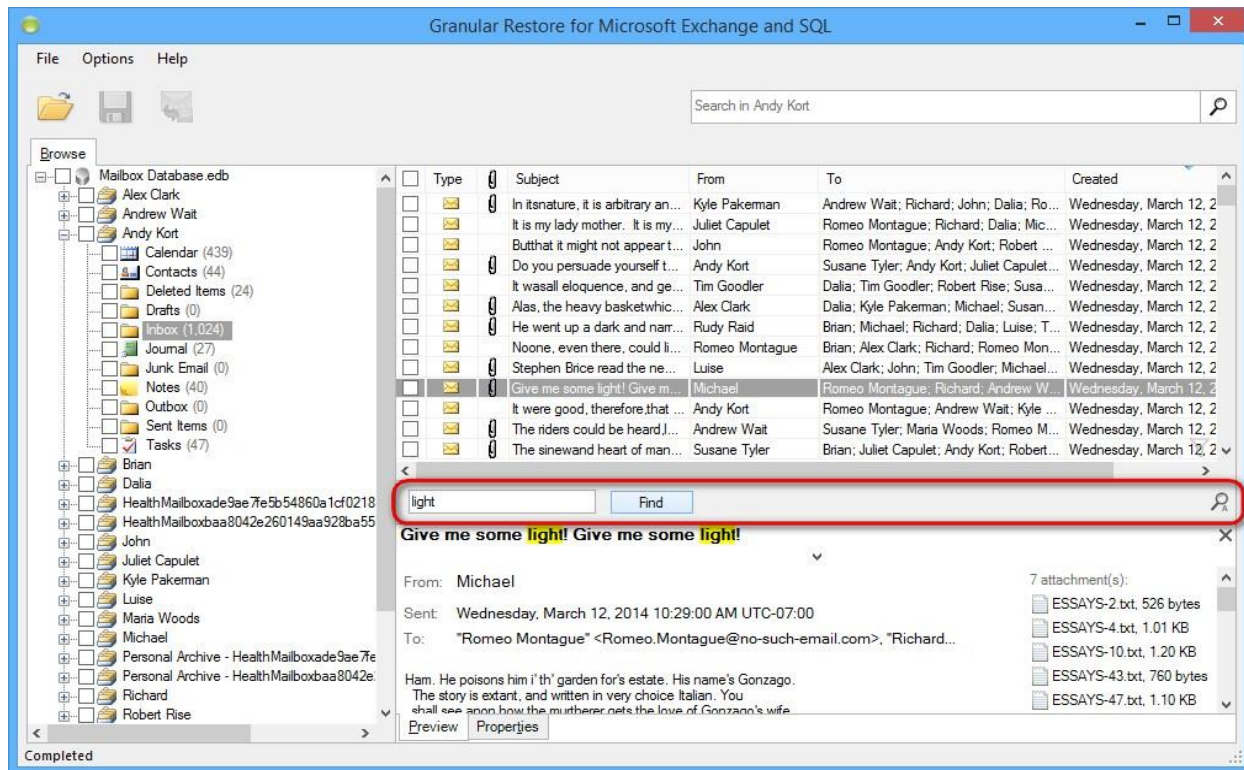 Granular Restore for Microsoft Exchange and SQL
File Options Help
Search in Andy Kort
Browse
Mailbox Database.edb
Alex Clark
Andrew Wait
Andy Kort
Calendar (439)
Contacts (44)
Deleted Items (24)
Drafts (0)
Inbox (1,024)
Journal (27)
Junk Email (0)
Notes (40)
Outbox (0)
Sent Items (0)
Tasks (47)
Brian
Dalia
HealthMailboxade9ae7fe5b54860a1cf0218
HealthMailboxbaa8042e260149aa928ba55
John
Juliet Capulet
Kyle Pakerman
Luise
Maria Woods
Michael
Personal Archive - HealthMailboxade9ae7fe
Personal Archive - HealthMailboxbaa8042e
Richard
Robert Rise
Type Subject From To Created
In itsnature, it is arbitrary an... Kyle Pakerman Andrew Wait; Richard; John; Dalia; Ro... Wednesday, March 12, 2
It is my lady mother. It is my... Juliet Capulet Romeo Montague; Richard; Dalia; Mic... Wednesday, March 12, 2
Butthat it might not appear t... John Romeo Montague; Andy Kort; Robert ... Wednesday, March 12, 2
Do you persuade yourself t... Andy Kort Susane Tyler; Andy Kort; Juliet Capulet... Wednesday, March 12, 2
It wasall eloquence, and ge... Tim Goodler Dalia; Tim Goodler; Robert Rise; Susa... Wednesday, March 12, 2
Alas, the heavy basketwhic... Alex Clark Dalia; Kyle Pakerman; Michael; Susan... Wednesday, March 12, 2
He went up a dark and narr... Rudy Raid Brian; Michael; Richard; Dalia; Luise; T... Wednesday, March 12, 2
Noone, even there, could li... Romeo Montague Brian; Alex Clark; Richard; Romeo Mon... Wednesday, March 12, 2
Stephen Brice read the ne... Luise Alex Clark; John; Tim Goodler; Michael... Wednesday, March 12, 2
Give me some light! Give m... Michael Romeo Montague; Richard; Andrew W... Wednesday, March 12, 2
It were good, therefore,that ... Andy Kort Romeo Montague; Andrew Wait; Kyle ... Wednesday, March 12, 2
The riders could be heard,l... Andrew Wait Susane Tyler; Maria Woods; Romeo M... Wednesday, March 12, 2
The sinewand heart of man... Susane Tyler Brian; Juliet Capulet; Andy Kort; Robert... Wednesday, March 12, 2
light Find
Give me some light! Give me some light!
From: Michael
Sent: Wednesday, March 12, 2014 10:29:00 AM UTC-07:00
To: "Romeo Montague" <Romeo.Montague@no-such-email.com>, "Richard...
7 attachment(s):
ESSAYS-2.txt, 526 bytes
ESSAYS-4.txt, 1.01 KB
ESSAYS-10.txt, 1.20 KB
ESSAYS-43.txt, 760 bytes
ESSAYS-47.txt, 1.10 KB
Ham. He poisons him i' th' garden for's estate. His name's Gonzago.
The story is extant, and written in very choice Italian. You
shall see anon how the murtherer gets the love of Gonzago's wife.
Preview Properties
Completed